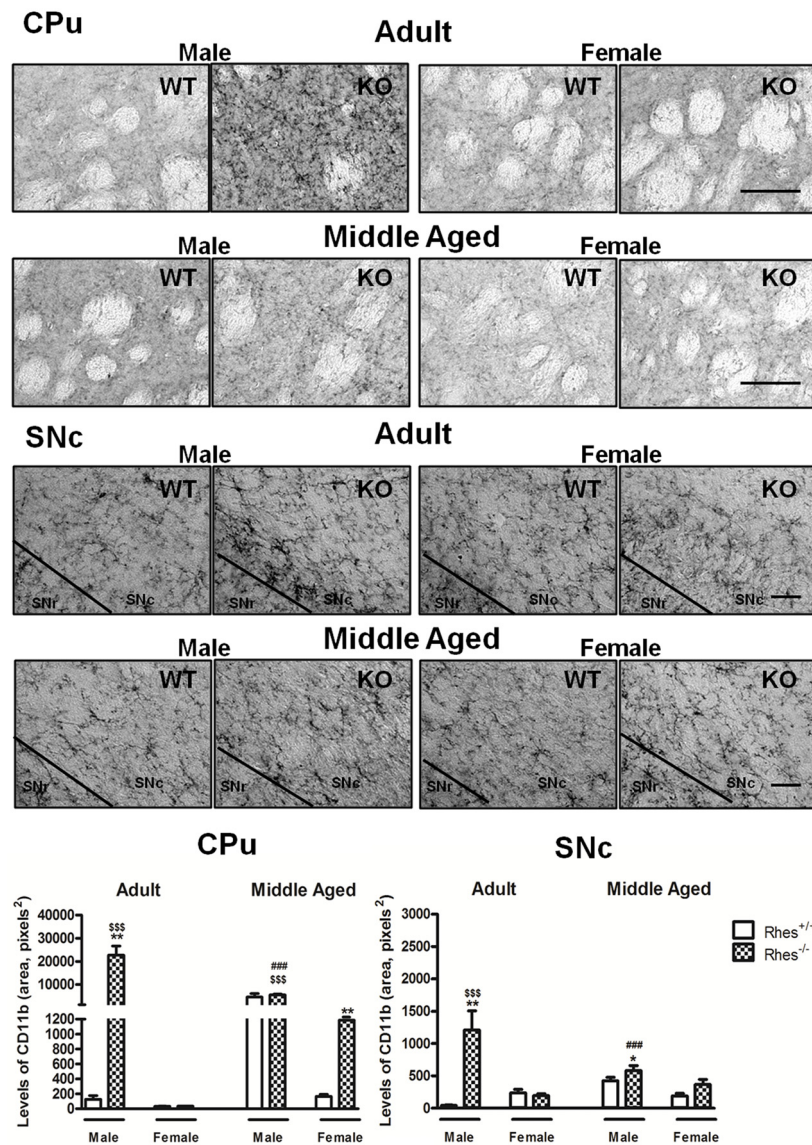 CPu
Adult
Male Female
WT KO WT KO
Middle Aged
Male Female
WT KO WT KO
SNc
Adult
Male Female
WT KO WT KO
SNr SNc SNr SNc SNr SNc SNr SNc
Middle Aged
Male Female
WT KO WT KO
SNr SNc SNr SNc SNr SNc SNr SNc
CPu
Adult Middle Aged
Levels of CD11b (area, pixels²)
40000
30000
20000
10000
1200
1000
800
600
400
200
0
$$$
**
###
$$$
**
Male Female Male Female
SNc
Adult Middle Aged
Levels of CD11b (area, pixels²)
3000
2500
2000
1500
1000
500
0
$$$
**
###
*
Male Female Male Female
Rhes+/+
Rhes-/-